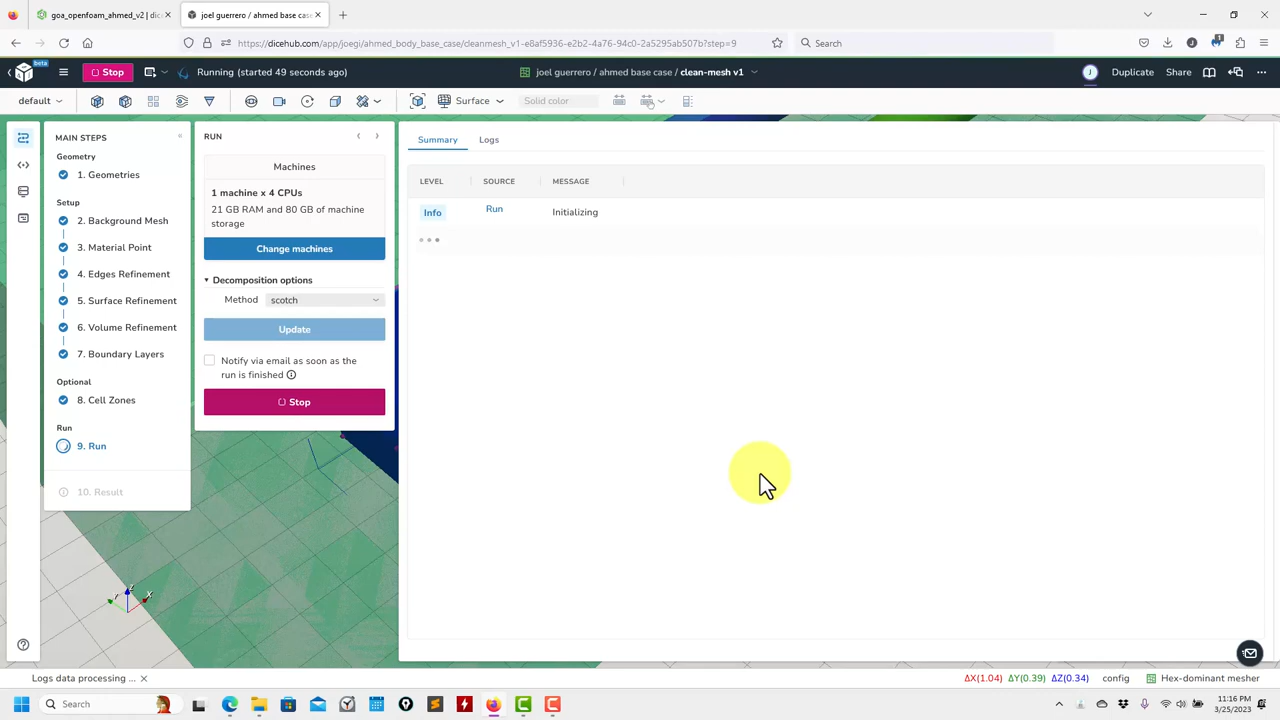 goa_openfoam_ahmed_v2 | dice
joel guerrero / ahmed base case
https://dicehub.com/app/joegi/ahmed_body_base_case/cleanmesh_v1-e8af5936-e2b2-4a76-94c0-2a5295ab507b?step=
Search
beta
Stop
Running (started 49 seconds ago)
joel guerrero / ahmed base case / clean-mesh v1
J
Duplicate
Share
default
Surface
Solid color
MAIN STEPS
Geometry
1. Geometries
Setup
2. Background Mesh
3. Material Point
4. Edges Refinement
5. Surface Refinement
6. Volume Refinement
7. Boundary Layers
Optional
8. Cell Zones
Run
9. Run
10. Result
RUN
Machines
1 machine x 4 CPUs
21 GB RAM and 80 GB of machine
storage
Change machines
Decomposition options
Method scotch
Update
Notify via email as soon as the
run is finished
Stop
Summary
Logs
LEVEL SOURCE MESSAGE
Info Run Initializing
Z
Y
X
Logs data processing ...
ΔX(1.04) ΔY(0.39) ΔZ(0.34) config Hex-dominant mesher
Search
11:16 PM
3/25/2023